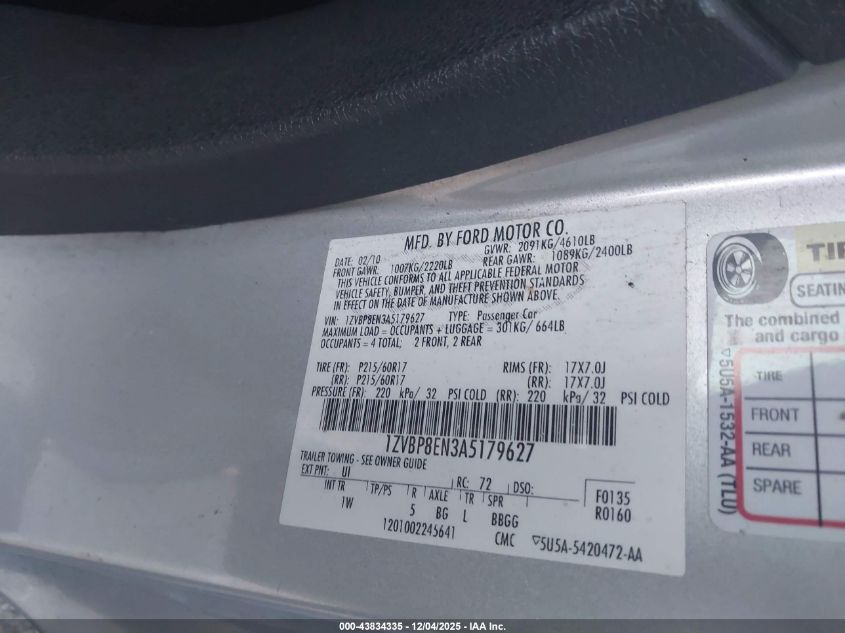 MFD. BY FORD MOTOR CO.
DATE: 02/10 GVWR: 2091KG/4610LB
FRONT GAWR: 1007KG/2220LB REAR GAWR: 1089KG/2400LB
THIS VEHICLE CONFORMS TO ALL APPLICABLE FEDERAL MOTOR
VEHICLE SAFETY, BUMPER, AND THEFT PREVENTION STANDARDS
IN EFFECT ON THE DATE OF MANUFACTURE SHOWN ABOVE.
VIN: 1ZVBP8EN3A5179627 TYPE: Passenger Car
MAXIMUM LOAD = OCCUPANTS + LUGGAGE = 301KG/ 664LB
OCCUPANTS = 4 TOTAL; 2 FRONT, 2 REAR
TIRE (FR): P215/60R17 RIMS (FR): 17X7.0J
(RR): P215/60R17 (RR): 17X7.0J
PRESSURE (FR): 220 kPa/ 32 PSI COLD (RR): 220 kPa/ 32 PSI COLD
1ZVBP8EN3A5179627
TRAILER TOWING - SEE OWNER GUIDE
EXT PNT: UI RC: 72 DSO:
INT TR TP/PS R AXLE TR SPR F0135
1W 5 BG L BBGG R0160
1201002245641 CMC ▽5U5A-5420472-AA
TIR
SEATIN
The combined
and cargo
TIRE
FRONT
REAR
SPARE
▽5U5A-1532-AA (TL0)
000-43834335 - 12/04/2025 - IAA Inc.